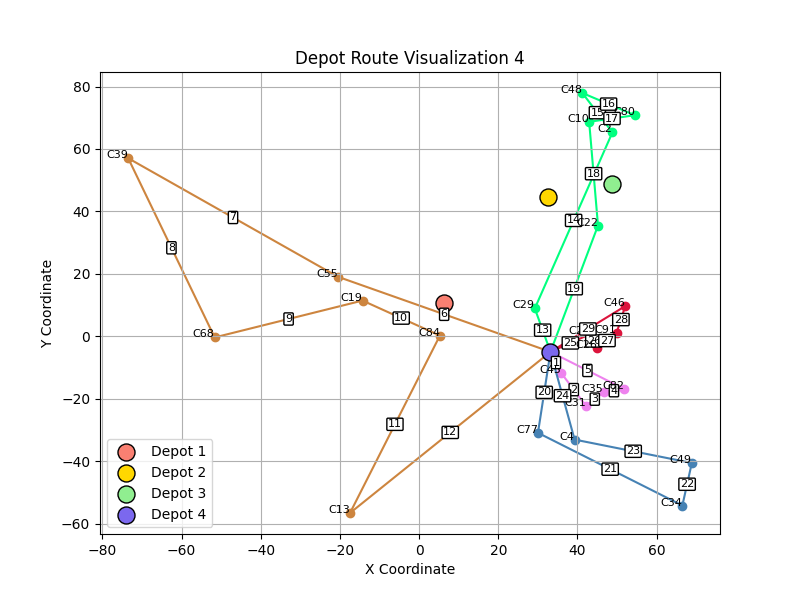 Depot Route Visualization 4
Y Coordinate
80
60
40
20
0
−20
−40
−60
−80
−60
−40
−20
0
20
40
60
X Coordinate
C48
16
15
C10
17
C2
C39
18
7
14
C22
8
19
C55
C19
C29
C46
6
10
9
28
13
29
C68
C84
25
27
1
5
C45
2
C35
C82
20
24
3
C31
11
12
C77
C4
23
C49
21
22
C34
C13
Depot 1
Depot 2
Depot 3
Depot 4